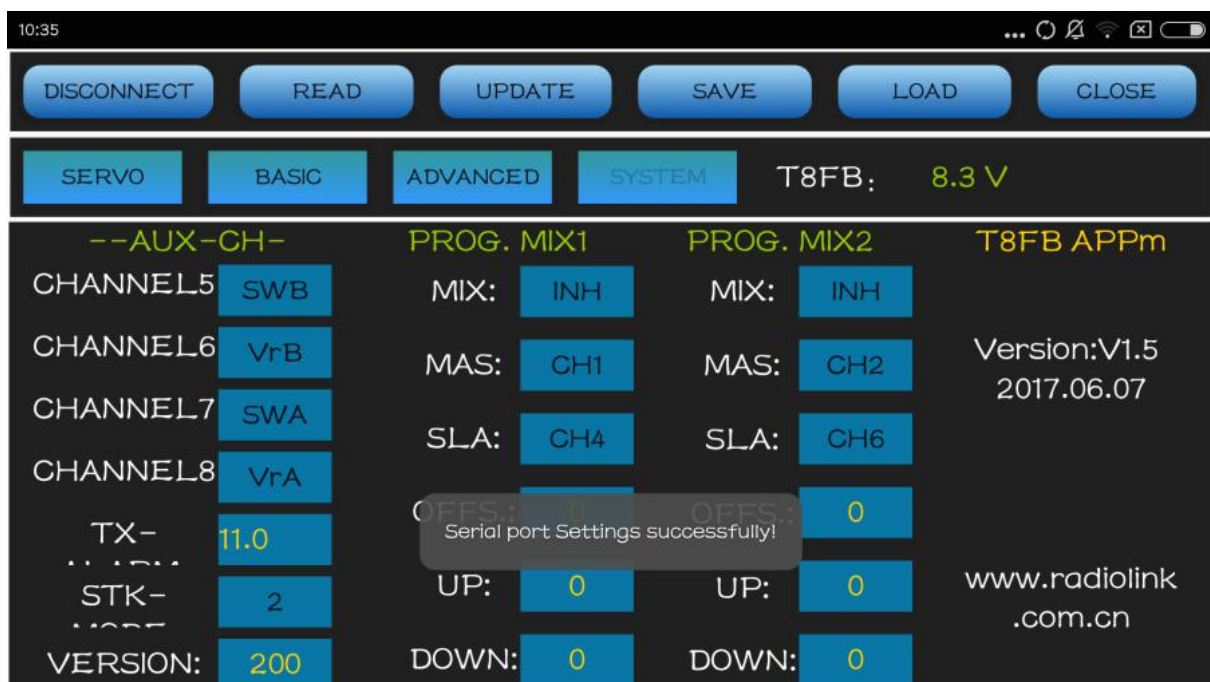 10:35
DISCONNECT READ UPDATE SAVE LOAD CLOSE
SERVO BASIC ADVANCED SYSTEM T8FB: 8.3 V
--AUX-CH- PROG. MIX1 PROG. MIX2 T8FB APPm
CHANNEL5 SWB MIX: INH MIX: INH
CHANNEL6 VrB MAS: CH1 MAS: CH2 Version:V1.5
2017.06.07
CHANNEL7 SWA SLA: CH4 SLA: CH6
CHANNEL8 VrA OFFS.: 0 OFFS.: 0
Serial port Settings successfully!
TX- 11.0
STK- 2 UP: 0 UP: 0 www.radiolink
.com.cn
VERSION: 200 DOWN: 0 DOWN: 0